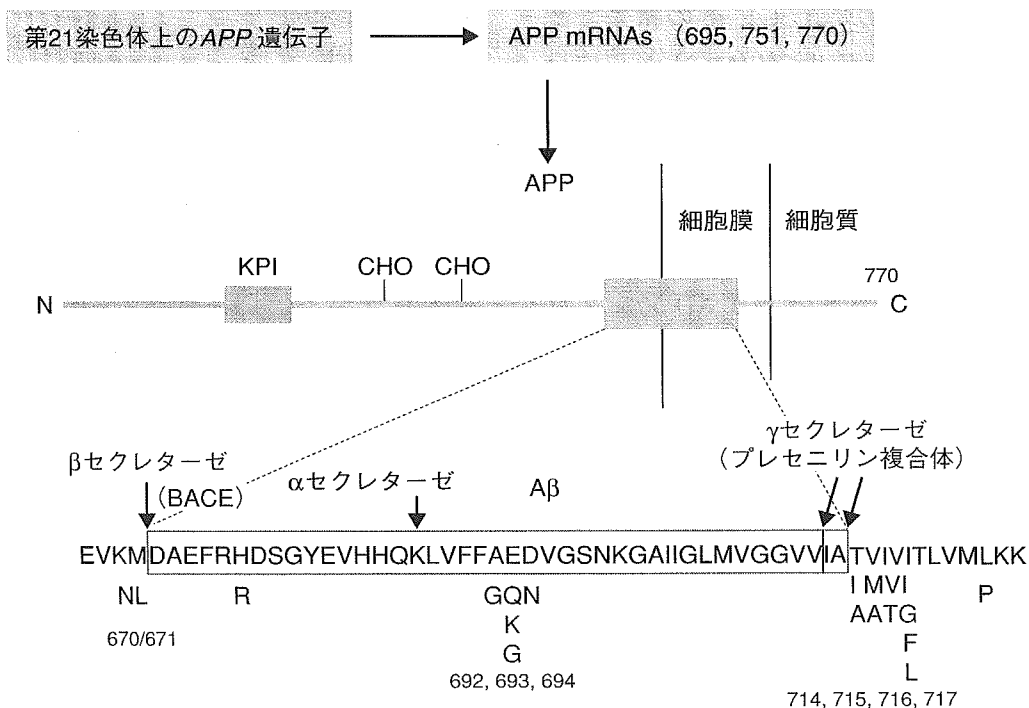 第21染色体上のAPP 遺伝子
APP mRNAs （695, 751, 770）
APP
細胞膜
細胞質
KPI
CHO
CHO
770
N
C
βセクレターゼ
（BACE）
αセクレターゼ
Aβ
γセクレターゼ
（プレセニリン複合体）
EVKMDAEFRHDSGYEVHHQKLVFFAEDVGSNKGAIIGLMVGGVVIATVIVITLVMLKK
NL
R
GQN
I MVI
P
K
AATG
G
F
L
670/671
692, 693, 694
714, 715, 716, 717